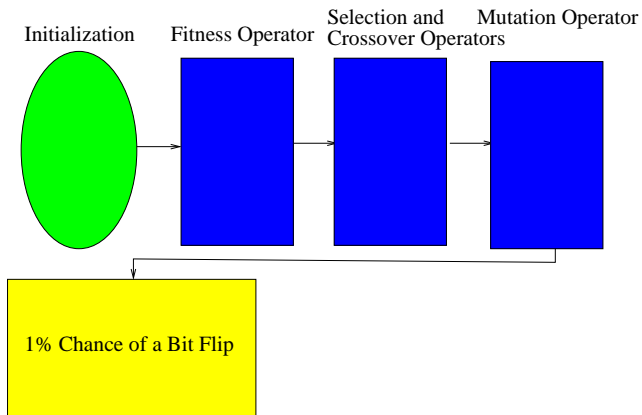 Initialization
Fitness Operator
Selection and
Crossover Operators
Mutation Operator
1% Chance of a Bit Flip